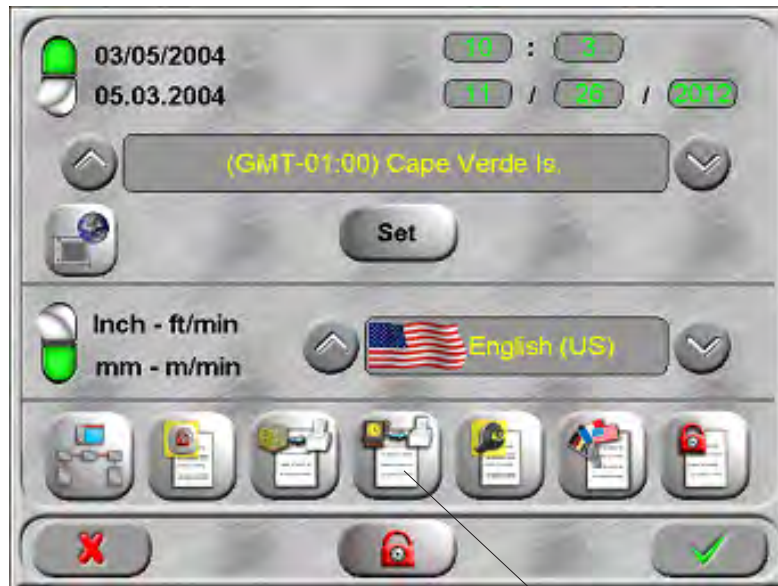 03/05/2004
10 : 3
05.03.2004
11 / 26 / 2012
(GMT-01:00) Cape Verde Is.
Set
Inch - ft/min
mm - m/min
English (US)